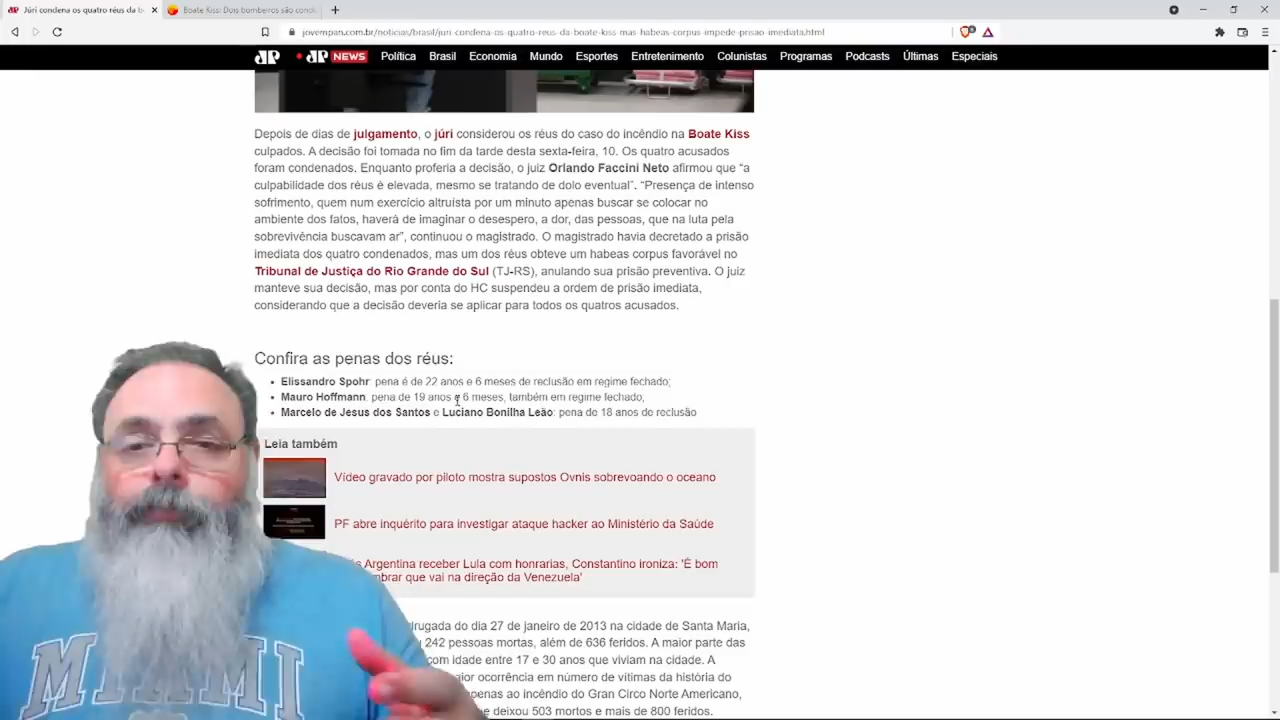 Júri condena os quatro réus da b
Boate Kiss: Dois bombeiros são cond
jovempan.com.br/noticias/brasil/juri-condena-os-quatro-reus-da-boate-kiss-mas-habeas-corpus-impede-prisao-imediata.html
JP JP NEWS Política Brasil Economia Mundo Esportes Entretenimento Colunistas Programas Podcasts Últimas Especiais
Depois de dias de julgamento, o júri considerou os réus do caso do incêndio na Boate Kiss
culpados. A decisão foi tomada no fim da tarde desta sexta-feira, 10. Os quatro acusados
foram condenados. Enquanto proferia a decisão, o juiz Orlando Faccini Neto afirmou que “a
culpabilidade dos réus é elevada, mesmo se tratando de dolo eventual”. “Presença de intenso
sofrimento, quem num exercício altruísta por um minuto apenas buscar se colocar no
ambiente dos fatos, haverá de imaginar o desespero, a dor, das pessoas, que na luta pela
sobrevivência buscavam ar”, continuou o magistrado. O magistrado havia decretado a prisão
imediata dos quatro condenados, mas um dos réus obteve um habeas corpus favorável no
Tribunal de Justiça do Rio Grande do Sul (TJ-RS), anulando sua prisão preventiva. O juiz
manteve sua decisão, mas por conta do HC suspendeu a ordem de prisão imediata,
considerando que a decisão deveria se aplicar para todos os quatros acusados.
Confira as penas dos réus:
Elissandro Spohr: pena é de 22 anos e 6 meses de reclusão em regime fechado;
Mauro Hoffmann: pena de 19 anos e 6 meses, também em regime fechado;
Marcelo de Jesus dos Santos e Luciano Bonilha Leão: pena de 18 anos de reclusão
Leia também
Vídeo gravado por piloto mostra supostos Ovnis sobrevoando o oceano
PF abre inquérito para investigar ataque hacker ao Ministério da Saúde
Argentina receber Lula com honrarias, Constantino ironiza: 'É bom
que vai na direção da Venezuela'
do dia 27 de janeiro de 2013 na cidade de Santa Maria,
242 pessoas mortas, além de 636 feridos. A maior parte das
com idade entre 17 e 30 anos que viviam na cidade. A
ocorrência em número de vítimas da história do
ao incêndio do Gran Circo Norte Americano,
deixou 503 mortos e mais de 800 feridos.
MIAMI